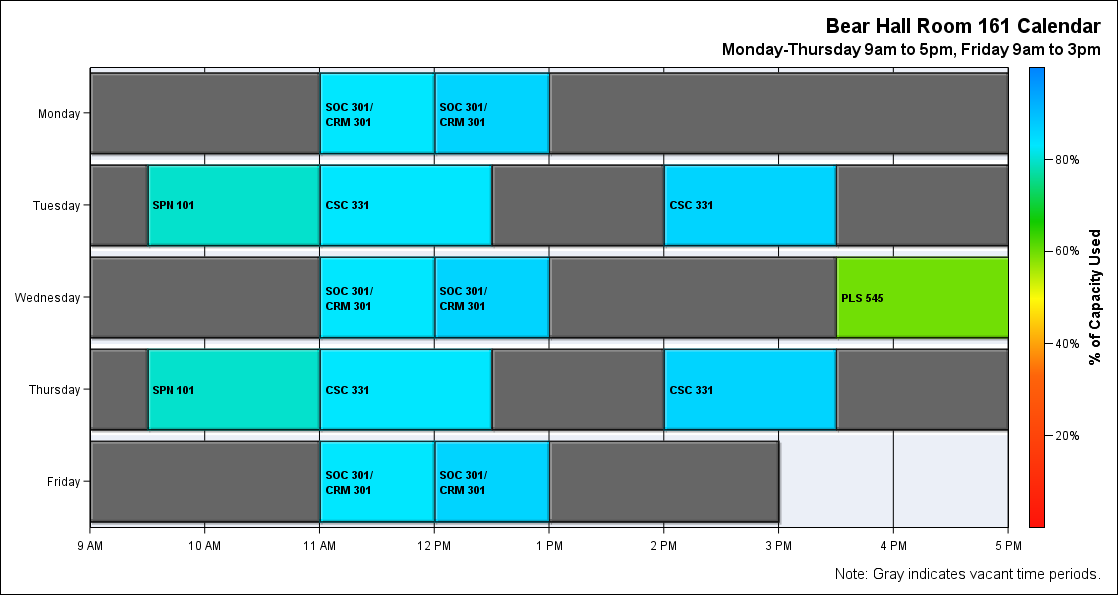 Bear Hall Room 161 Calendar
Monday-Thursday 9am to 5pm, Friday 9am to 3pm
Monday
SOC 301/
CRM 301
SOC 301/
CRM 301
Tuesday
SPN 101
CSC 331
CSC 331
Wednesday
SOC 301/
CRM 301
SOC 301/
CRM 301
PLS 545
Thursday
SPN 101
CSC 331
CSC 331
Friday
SOC 301/
CRM 301
SOC 301/
CRM 301
9 AM
10 AM
11 AM
12 PM
1 PM
2 PM
3 PM
4 PM
5 PM
80%
60%
40%
20%
% of Capacity Used
Note: Gray indicates vacant time periods.